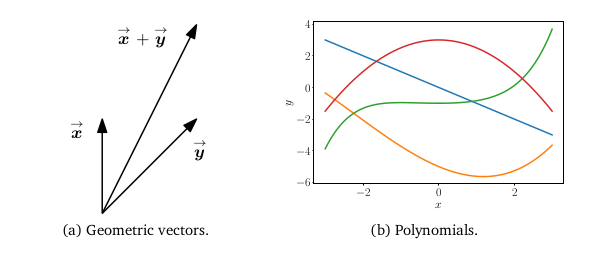 x⃗ + y⃗
x⃗
y⃗
(a) Geometric vectors.
4
2
0
−2
−4
−6
y
−2
0
2
x
(b) Polynomials.